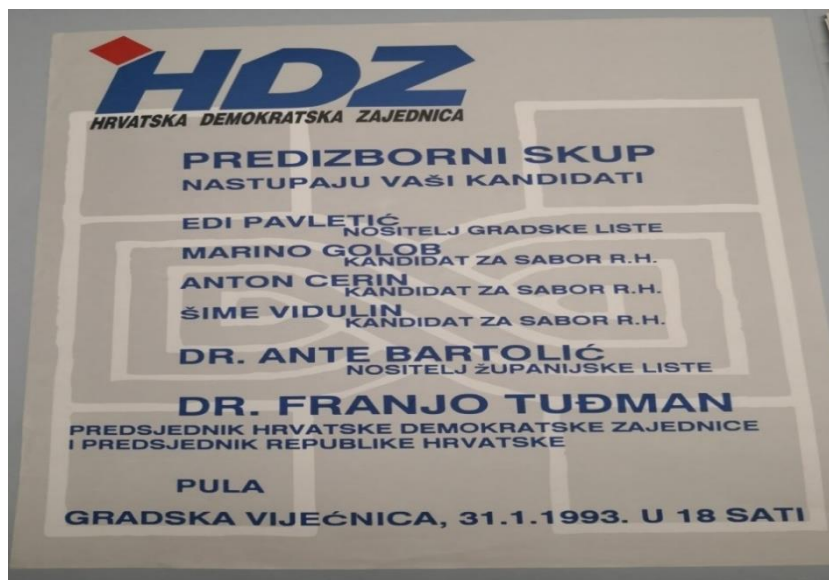 HDZ
HRVATSKA DEMOKRATSKA ZAJEDNICA
PREDIZBORNI SKUP
NASTUPAJU VAŠI KANDIDATI
EDI PAVLETIĆ
NOSITELJ GRADSKE LISTE
MARINO GOLOB
KANDIDAT ZA SABOR R.H.
ANTON CERIN
KANDIDAT ZA SABOR R.H.
ŠIME VIDULIN
KANDIDAT ZA SABOR R.H.
DR. ANTE BARTOLIĆ
NOSITELJ ŽUPANIJSKE LISTE
DR. FRANJO TUĐMAN
PREDSJEDNIK HRVATSKE DEMOKRATSKE ZAJEDNICE
I PREDSJEDNIK REPUBLIKE HRVATSKE
PULA
GRADSKA VIJEĆNICA, 31.1.1993. U 18 SATI